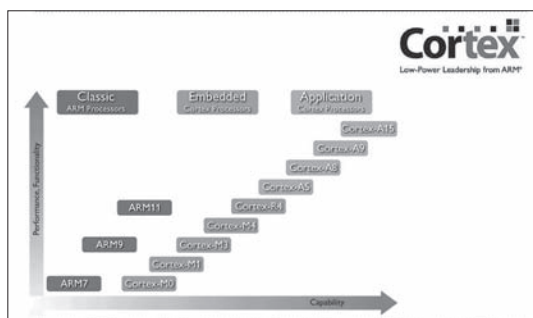 Cortex™
Low-Power Leadership from ARM®
Classic
ARM Processors
Embedded
Cortex Processors
Application
Cortex Processors
Cortex-A15
Cortex-A9
Cortex-A8
Cortex-A5
ARM11
Cortex-R4
Cortex-M4
ARM9
Cortex-M3
Cortex-M1
ARM7
Cortex-M0
Performance, Functionality
Capability